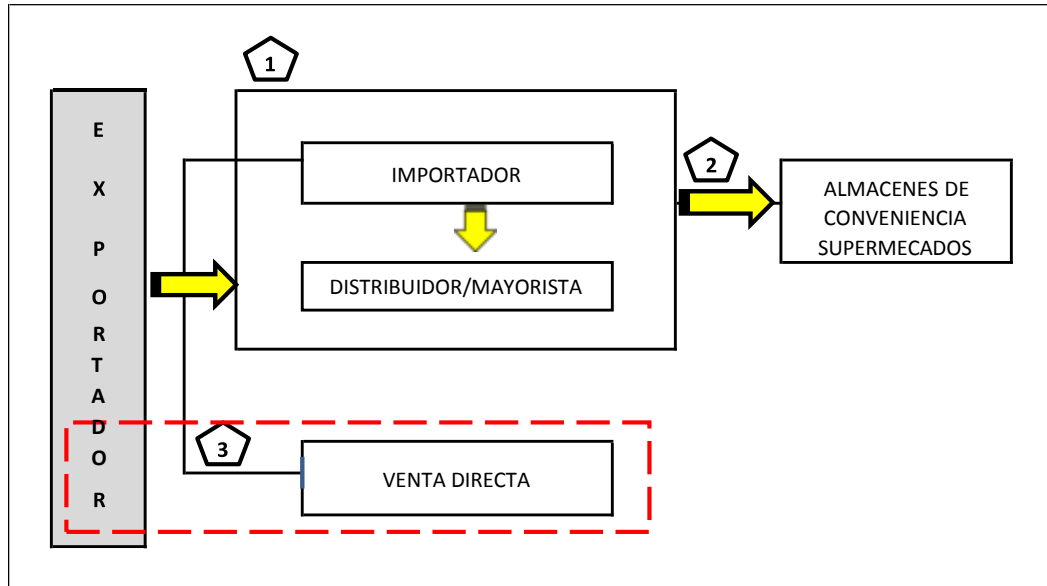 E X P O R T A D O R
1
IMPORTADOR
DISTRIBUIDOR/MAYORISTA
2
ALMACENES DE
CONVENIENCIA
SUPERMECADOS
3
VENTA DIRECTA